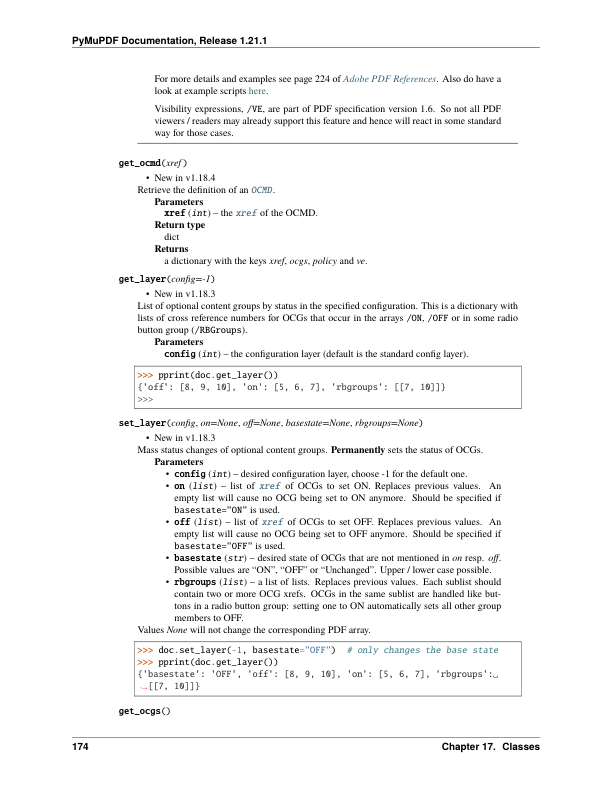 PyMuPDF Documentation, Release 1.21.1
For more details and examples see page 224 of Adobe PDF References. Also do have a
look at example scripts here.
Visibility expressions, /VE, are part of PDF specification version 1.6. So not all PDF
viewers / readers may already support this feature and hence will react in some standard
way for those cases.
get_ocmd(xref)
• New in v1.18.4
Retrieve the definition of an OCMD.
Parameters
xref (int) – the xref of the OCMD.
Return type
dict
Returns
a dictionary with the keys xref, ocgs, policy and ve.
get_layer(config=-1)
• New in v1.18.3
List of optional content groups by status in the specified configuration. This is a dictionary with
lists of cross reference numbers for OCGs that occur in the arrays /ON, /OFF or in some radio
button group (/RBGroups).
Parameters
config (int) – the configuration layer (default is the standard config layer).
>>> pprint(doc.get_layer())
{'off': [8, 9, 10], 'on': [5, 6, 7], 'rbgroups': [[7, 10]]}
>>>
set_layer(config, on=None, off=None, basestate=None, rbgroups=None)
• New in v1.18.3
Mass status changes of optional content groups. Permanently sets the status of OCGs.
Parameters
• config (int) – desired configuration layer, choose -1 for the default one.
• on (list) – list of xref of OCGs to set ON. Replaces previous values. An
empty list will cause no OCG being set to ON anymore. Should be specified if
basestate="ON" is used.
• off (list) – list of xref of OCGs to set OFF. Replaces previous values. An
empty list will cause no OCG being set to OFF anymore. Should be specified if
basestate="OFF" is used.
• basestate (str) – desired state of OCGs that are not mentioned in on resp. off.
Possible values are “ON”, “OFF” or “Unchanged”. Upper / lower case possible.
• rbgroups (list) – a list of lists. Replaces previous values. Each sublist should
contain two or more OCG xrefs. OCGs in the same sublist are handled like but-
tons in a radio button group: setting one to ON automatically sets all other group
members to OFF.
Values None will not change the corresponding PDF array.
>>> doc.set_layer(-1, basestate="OFF") # only changes the base state
>>> pprint(doc.get_layer())
{'basestate': 'OFF', 'off': [8, 9, 10], 'on': [5, 6, 7], 'rbgroups':␣
↪[[7, 10]]}
get_ocgs()
174 Chapter 17. Classes